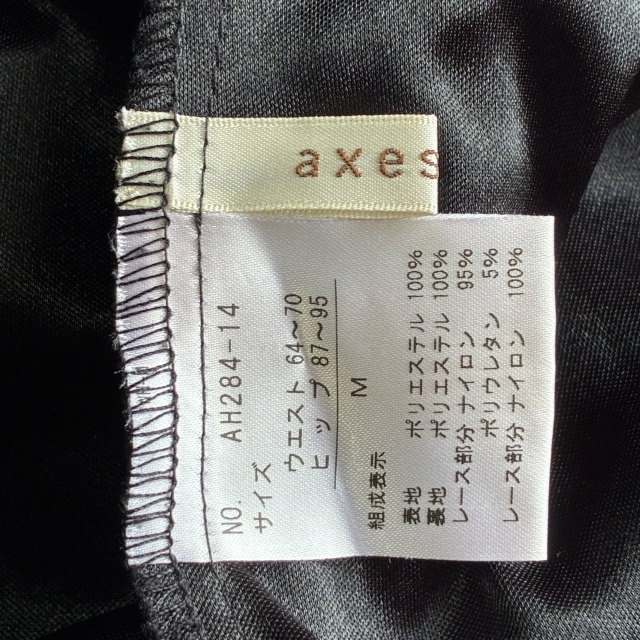 axes
NO. AH284-14
サイズ
ウエスト 64〜70
ヒップ 87〜95
M
組成表示
表地 ポリエステル 100%
裏地 ポリエステル 100%
レース部分 ナイロン 95%
ポリウレタン 5%
レース部分 ナイロン 100%